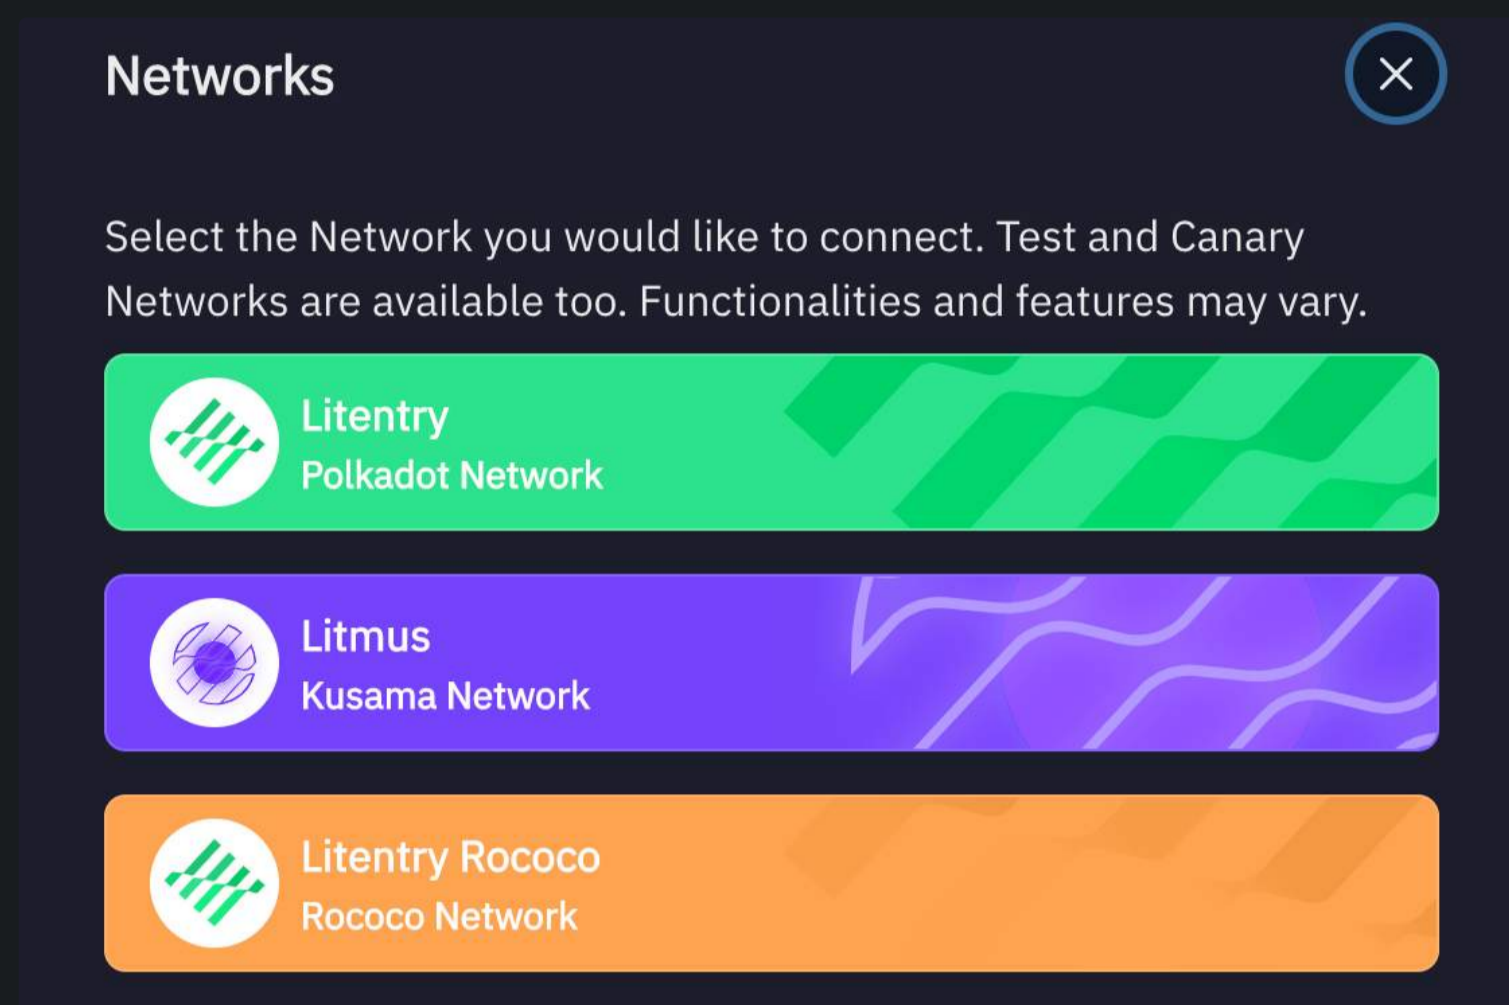 Networks
Select the Network you would like to connect. Test and Canary
Networks are available too. Functionalities and features may vary.
Litentry
Polkadot Network
Litmus
Kusama Network
Litentry Rococo
Rococo Network